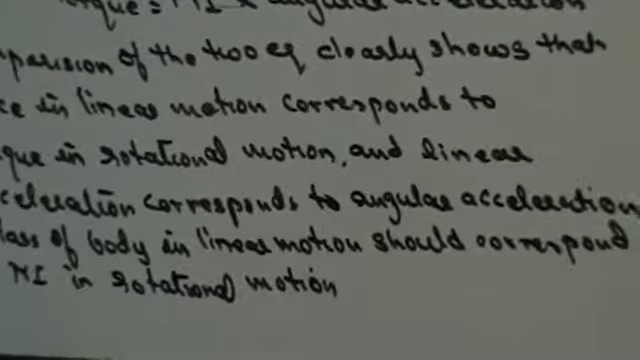 rque = MI x angular acceleration
parision of the two eq clearly shows that
ce in linear motion corresponds to
que in rotational motion, and linear
celeration corresponds to angular acceleration
lass of body in linear motion should correspond
MI in rotational motion